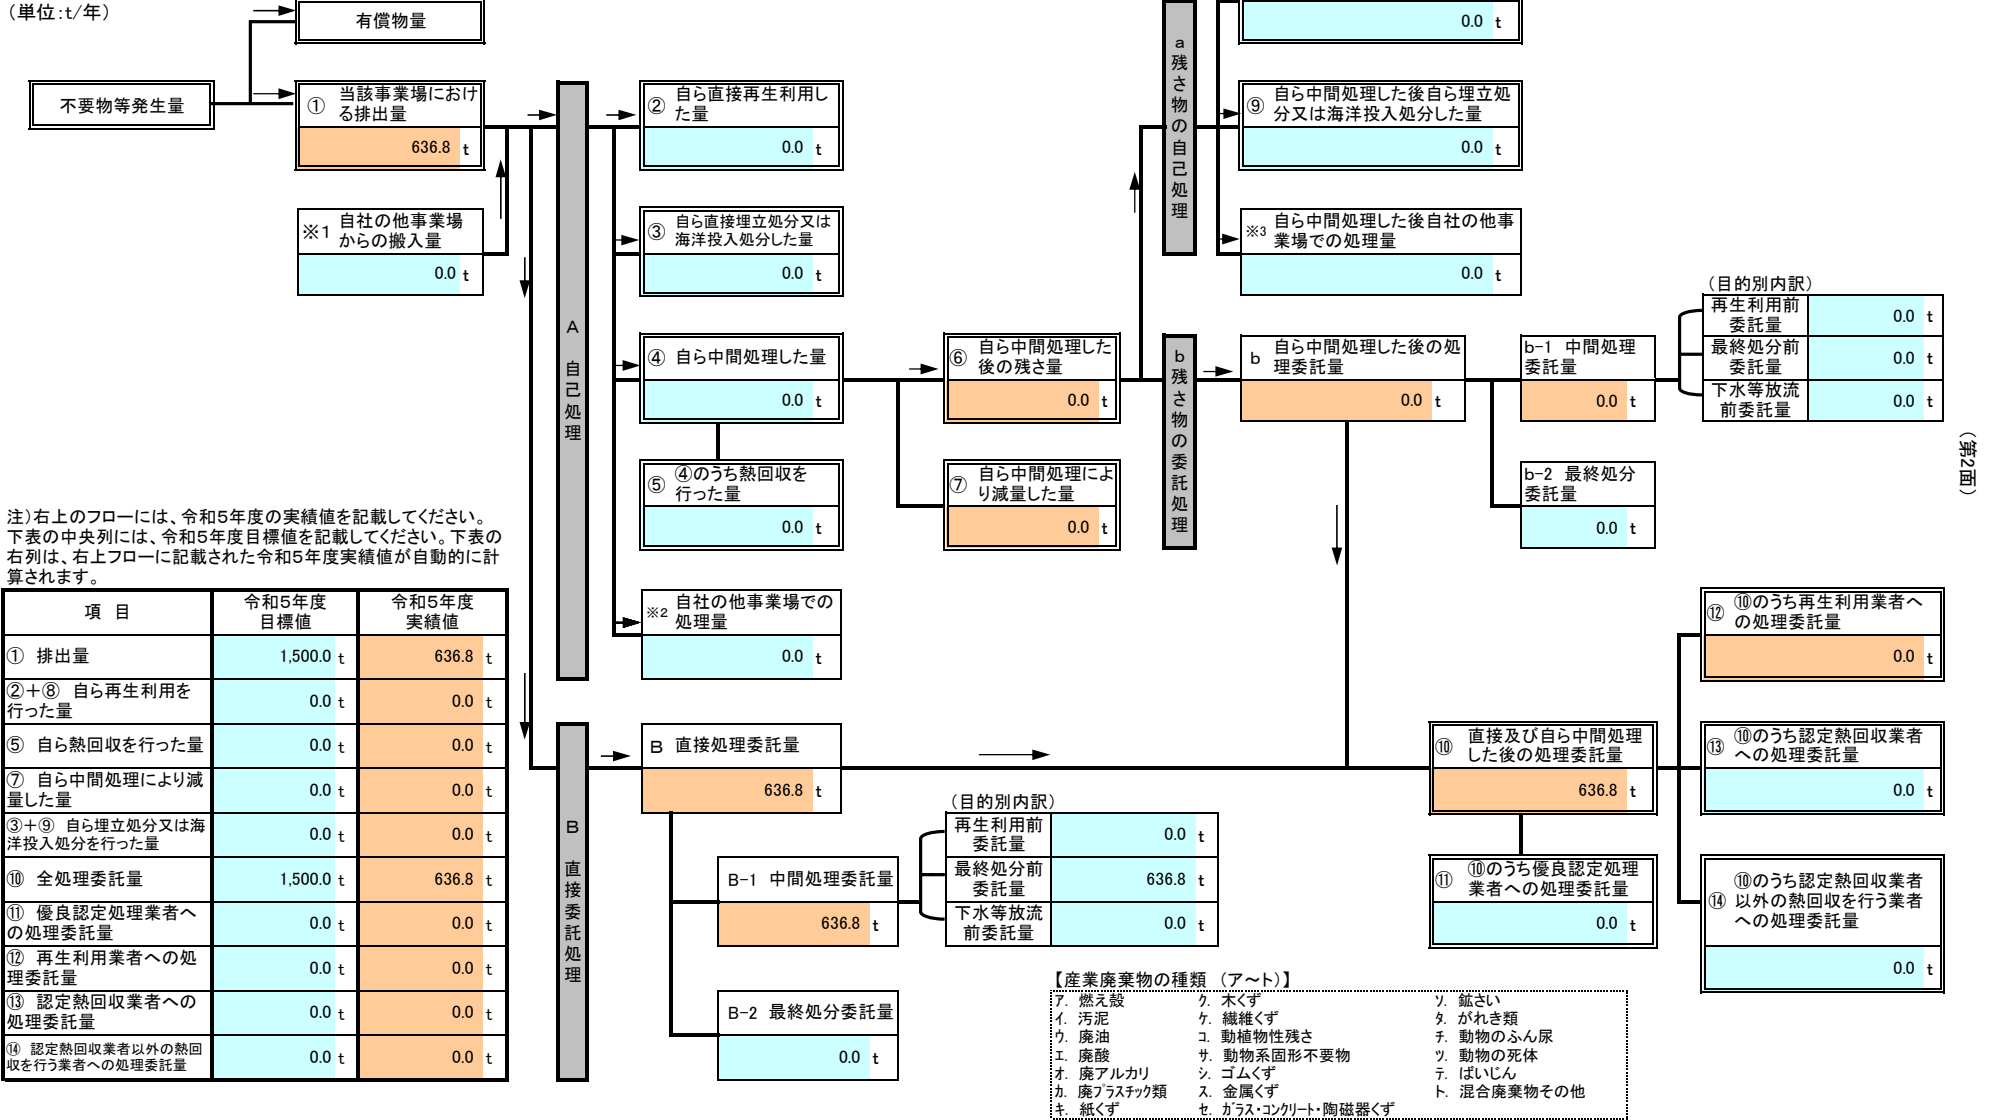 （単位:t/年）
有償物量
不要物等発生量
① 当該事業場におけ
る排出量
636.8 t
※1 自社の他事業場
からの搬入量
0.0 t
A 自己処理
② 自ら直接再生利用し
た量
0.0 t
③ 自ら直接埋立処分又は
海洋投入処分した量
0.0 t
④ 自ら中間処理した量
0.0 t
⑤ ④のうち熱回収を
行った量
0.0 t
※2 自社の他事業場での
処理量
0.0 t
⑥ 自ら中間処理した
後の残さ量
0.0 t
⑦ 自ら中間処理によ
り減量した量
0.0 t
a残さ物の自己処理
0.0 t
⑨ 自ら中間処理した後自ら埋立処
分又は海洋投入処分した量
0.0 t
※3 自ら中間処理した後自社の他事
業場での処理量
0.0 t
b残さ物の委託処理
b 自ら中間処理した後の処
理委託量
0.0 t
b-1 中間処理
委託量
0.0 t
b-2 最終処分
委託量
0.0 t
（目的別内訳）
再生利用前
委託量
0.0 t
最終処分前
委託量
0.0 t
下水等放流
前委託量
0.0 t
（第2面）
注）右上のフローには、令和5年度の実績値を記載してください。
下表の中央列には、令和5年度目標値を記載してください。下表の
右列は、右上フローに記載された令和5年度実績値が自動的に計
算されます。
項 目 令和5年度
目標値 令和5年度
実績値
① 排出量 1,500.0 t 636.8 t
②＋⑧ 自ら再生利用を
行った量 0.0 t 0.0 t
⑤ 自ら熱回収を行った量 0.0 t 0.0 t
⑦ 自ら中間処理により減
量した量 0.0 t 0.0 t
③＋⑨ 自ら埋立処分又は海
洋投入処分を行った量 0.0 t 0.0 t
⑩ 全処理委託量 1,500.0 t 636.8 t
⑪ 優良認定処理業者へ
の処理委託量 0.0 t 0.0 t
⑫ 再生利用業者への処
理委託量 0.0 t 0.0 t
⑬ 認定熱回収業者への
処理委託量 0.0 t 0.0 t
⑭ 認定熱回収業者以外の熱回
収を行う業者への処理委託量 0.0 t 0.0 t
B 直接委託処理
B 直接処理委託量
636.8 t
B-1 中間処理委託量
636.8 t
B-2 最終処分委託量
0.0 t
（目的別内訳）
再生利用前
委託量
0.0 t
最終処分前
委託量
636.8 t
下水等放流
前委託量
0.0 t
⑩ 直接及び自ら中間処理
した後の処理委託量
636.8 t
⑪ ⑩のうち優良認定処理
業者への処理委託量
0.0 t
⑫ ⑩のうち再生利用業者へ
の処理委託量
0.0 t
⑬ ⑩のうち認定熱回収業者
への処理委託量
0.0 t
⑭ ⑩のうち認定熱回収業者
以外の熱回収を行う業者
への処理委託量
0.0 t
【産業廃棄物の種類 （ア～ト）】
ア. 燃え殻 ク. 木くず ソ. 鉱さい
イ. 汚泥 ケ. 繊維くず タ. がれき類
ウ. 廃油 コ. 動植物性残さ チ. 動物のふん尿
エ. 廃酸 サ. 動物系固形不要物 ツ. 動物の死体
オ. 廃アルカリ シ. ゴムくず テ. ばいじん
カ. 廃プラスチック類 ス. 金属くず ト. 混合廃棄物その他
キ. 紙くず セ. ガラス・コンクリート・陶磁器くず